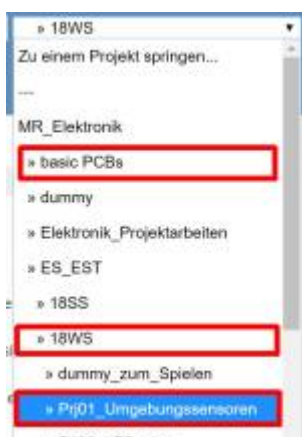 » 18WS
Zu einem Projekt springen...
---
MR_Elektronik
» basic PCBs
» dummy
» Elektronik_Projektarbeiten
» ES_EST
» 18SS
» 18WS
» dummy_zum_Spielen
» Prj01_Umgebungssensoren